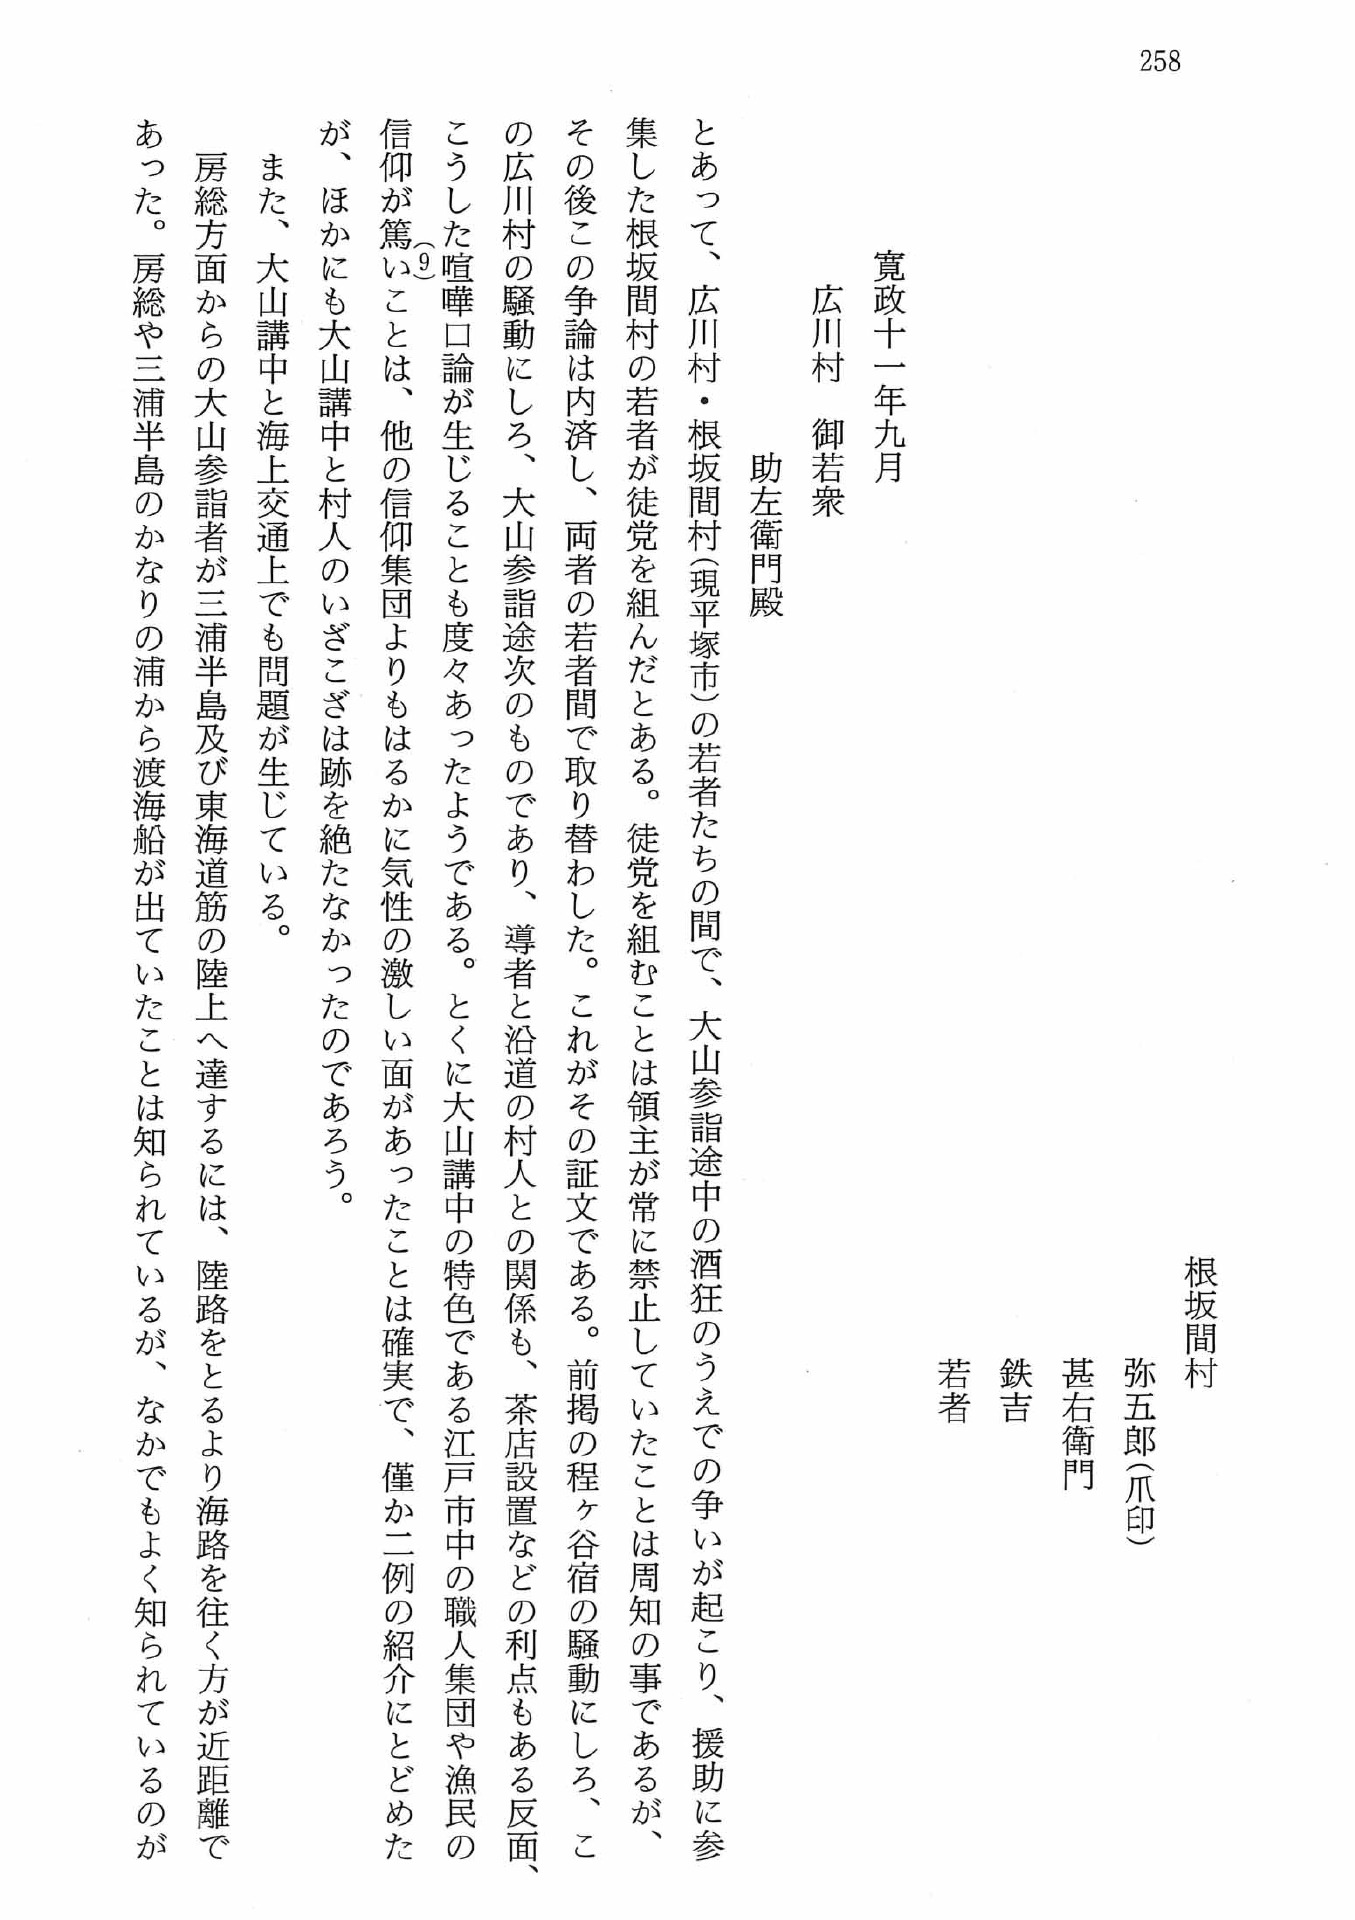 258
根坂間村
弥五郎（爪印）
甚右衛門
鉄吉
若者
寛政十一年九月
広川村　御若衆
助左衛門殿
とあって、広川村・根坂間村（現平塚市）の若者たちの間で、大山参詣途中の酒狂のうえでの争いが起こり、援助に参
集した根坂間村の若者が徒党を組んだとある。徒党を組むことは領主が常に禁止していたことは周知の事であるが、
その後この争論は内済し、両者の若者間で取り替わした。これがその証文である。前掲の程ヶ谷宿の騒動にしろ、こ
の広川村の騒動にしろ、大山参詣途次のものであり、導者と沿道の村人との関係も、茶店設置などの利点もある反面、
こうした喧嘩口論が生じることも度々あったようである。とくに大山講中の特色である江戸市中の職人集団や漁民の
信仰が篤い（9）ことは、他の信仰集団よりもはるかに気性の激しい面があったことは確実で、僅か二例の紹介にとどめた
が、ほかにも大山講中と村人のいざこざは跡を絶たなかったのであろう。
また、大山講中と海上交通上でも問題が生じている。
房総方面からの大山参詣者が三浦半島及び東海道筋の陸上へ達するには、陸路をとるより海路を往く方が近距離で
あった。房総や三浦半島のかなりの浦から渡海船が出ていたことは知られているが、なかでもよく知られているのが